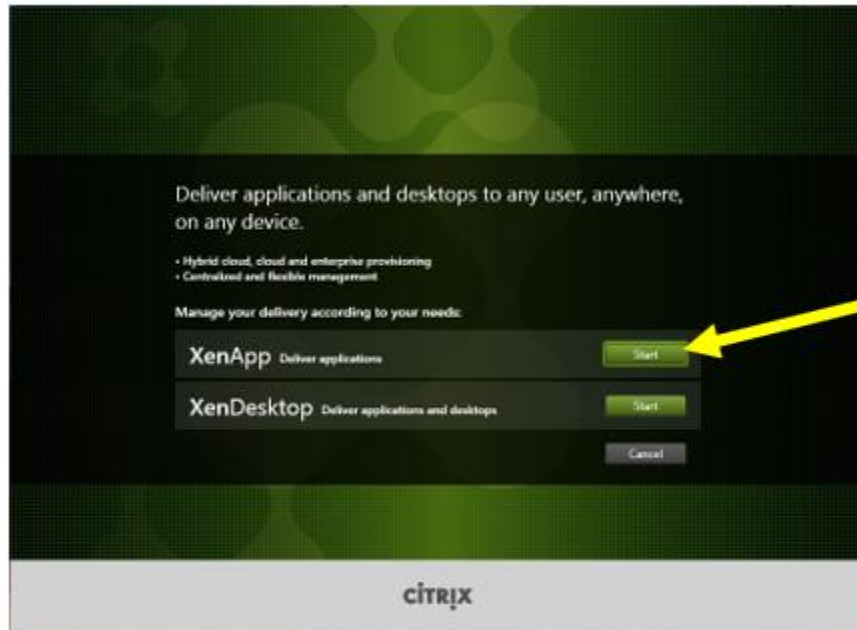 Deliver applications and desktops to any user, anywhere,
on any device.
• Hybrid cloud, cloud and enterprise provisioning
• Centralized and flexible management
Manage your delivery according to your needs:
XenApp Deliver applications Start
XenDesktop Deliver applications and desktops Start
Cancel
CİTRIX